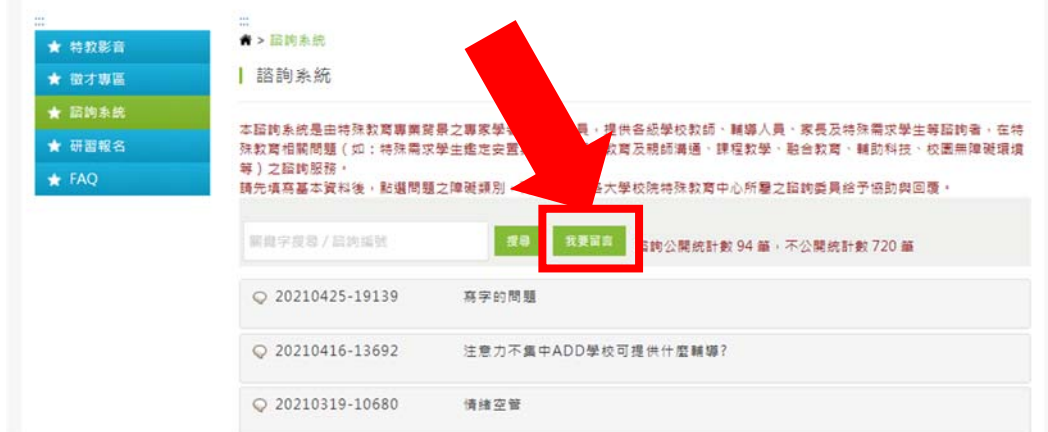 特教影音
徵才專區
諮詢系統
研習報名
FAQ
> 諮詢系統
諮詢系統
本諮詢系統是由特殊教育專業背景之專家學者 員，提供各級學校教師、輔導人員、家長及特殊需求學生等諮詢者，在特
殊教育相關問題（如：特殊需求學生鑑定安置 教育及親師溝通、課程教學、融合教育、輔助科技、校園無障礙環境
等）之諮詢服務。
請先填寫基本資料後，點選問題之障礙類別， 各大學校院特殊教育中心所屬之諮詢委員給予協助與回覆。
關鍵字搜尋 / 諮詢編號
搜尋
我要留言
諮詢公開統計數 94 筆，不公開統計數 720 筆
20210425-19139 寫字的問題
20210416-13692 注意力不集中ADD學校可提供什麼輔導?
20210319-10680 情緒空管